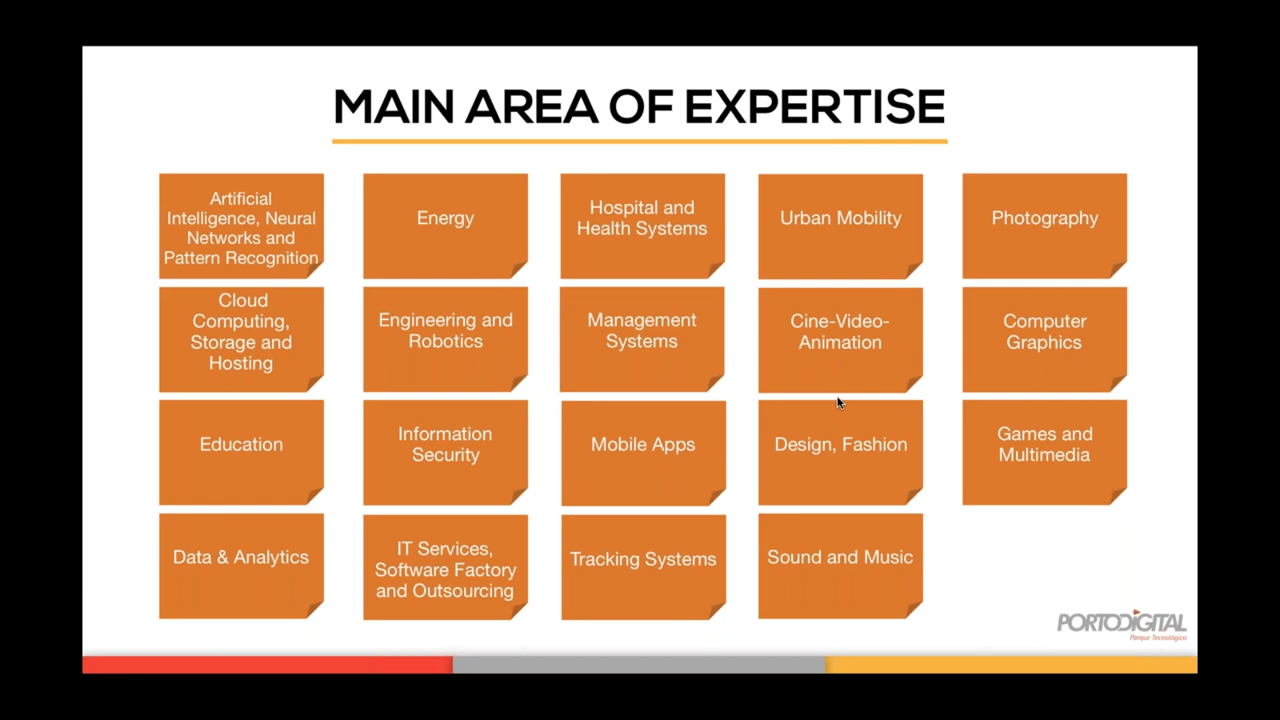 MAIN AREA OF EXPERTISE
Artificial
Intelligence, Neural
Networks and
Pattern Recognition
Energy
Hospital and
Health Systems
Urban Mobility
Photography
Cloud
Computing,
Storage and
Hosting
Engineering and
Robotics
Management
Systems
Cine-Video-
Animation
Computer
Graphics
Education
Information
Security
Mobile Apps
Design, Fashion
Games and
Multimedia
Data & Analytics
IT Services,
Software Factory
and Outsourcing
Tracking Systems
Sound and Music
PORTODIGITAL
Parque Tecnológico